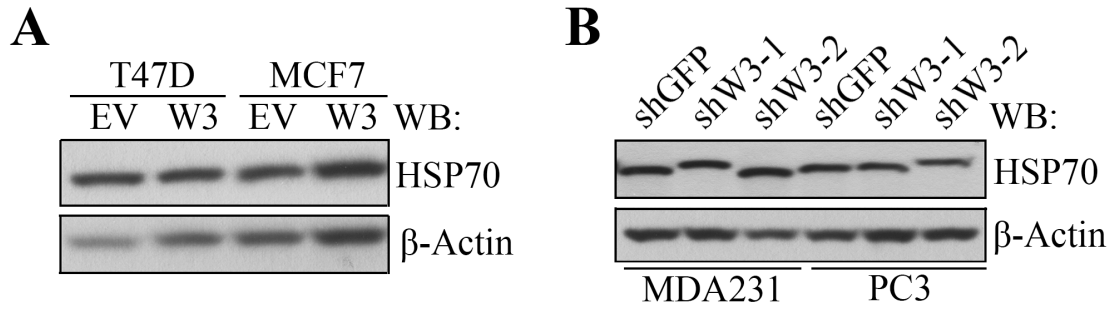 A
T47D MCF7
EV W3 EV W3 WB:
HSP70
β-Actin
B
shGFP shW3-1 shW3-2 shGFP shW3-1 shW3-2 WB:
HSP70
β-Actin
MDA231 PC3